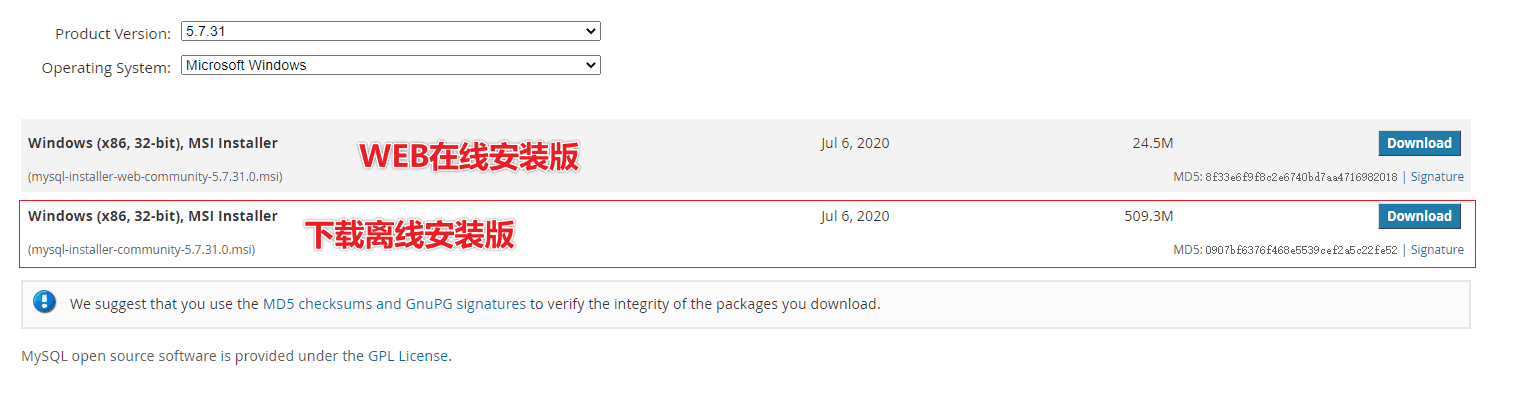 Product Version: 5.7.31
Operating System: Microsoft Windows
Windows (x86, 32-bit), MSI Installer Jul 6, 2020 24.5M Download
WEB在线安装版
(mysql-installer-web-community-5.7.31.0.msi) MD5: 8f33e6f9f8c2e6740bd7aa4716982018 | Signature
Windows (x86, 32-bit), MSI Installer Jul 6, 2020 509.3M Download
下载离线安装版
(mysql-installer-community-5.7.31.0.msi) MD5: 0907bf6376f468e5539cef2a5c22fe52 | Signature
We suggest that you use the MD5 checksums and GnuPG signatures to verify the integrity of the packages you download.
MySQL open source software is provided under the GPL License.